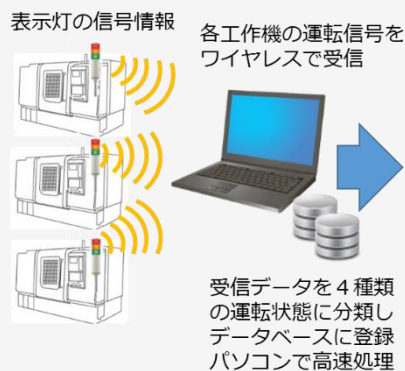 表示灯の信号情報
各工作機の運転信号を
ワイヤレスで受信
受信データを４種類
の運転状態に分類し
データベースに登録
パソコンで高速処理